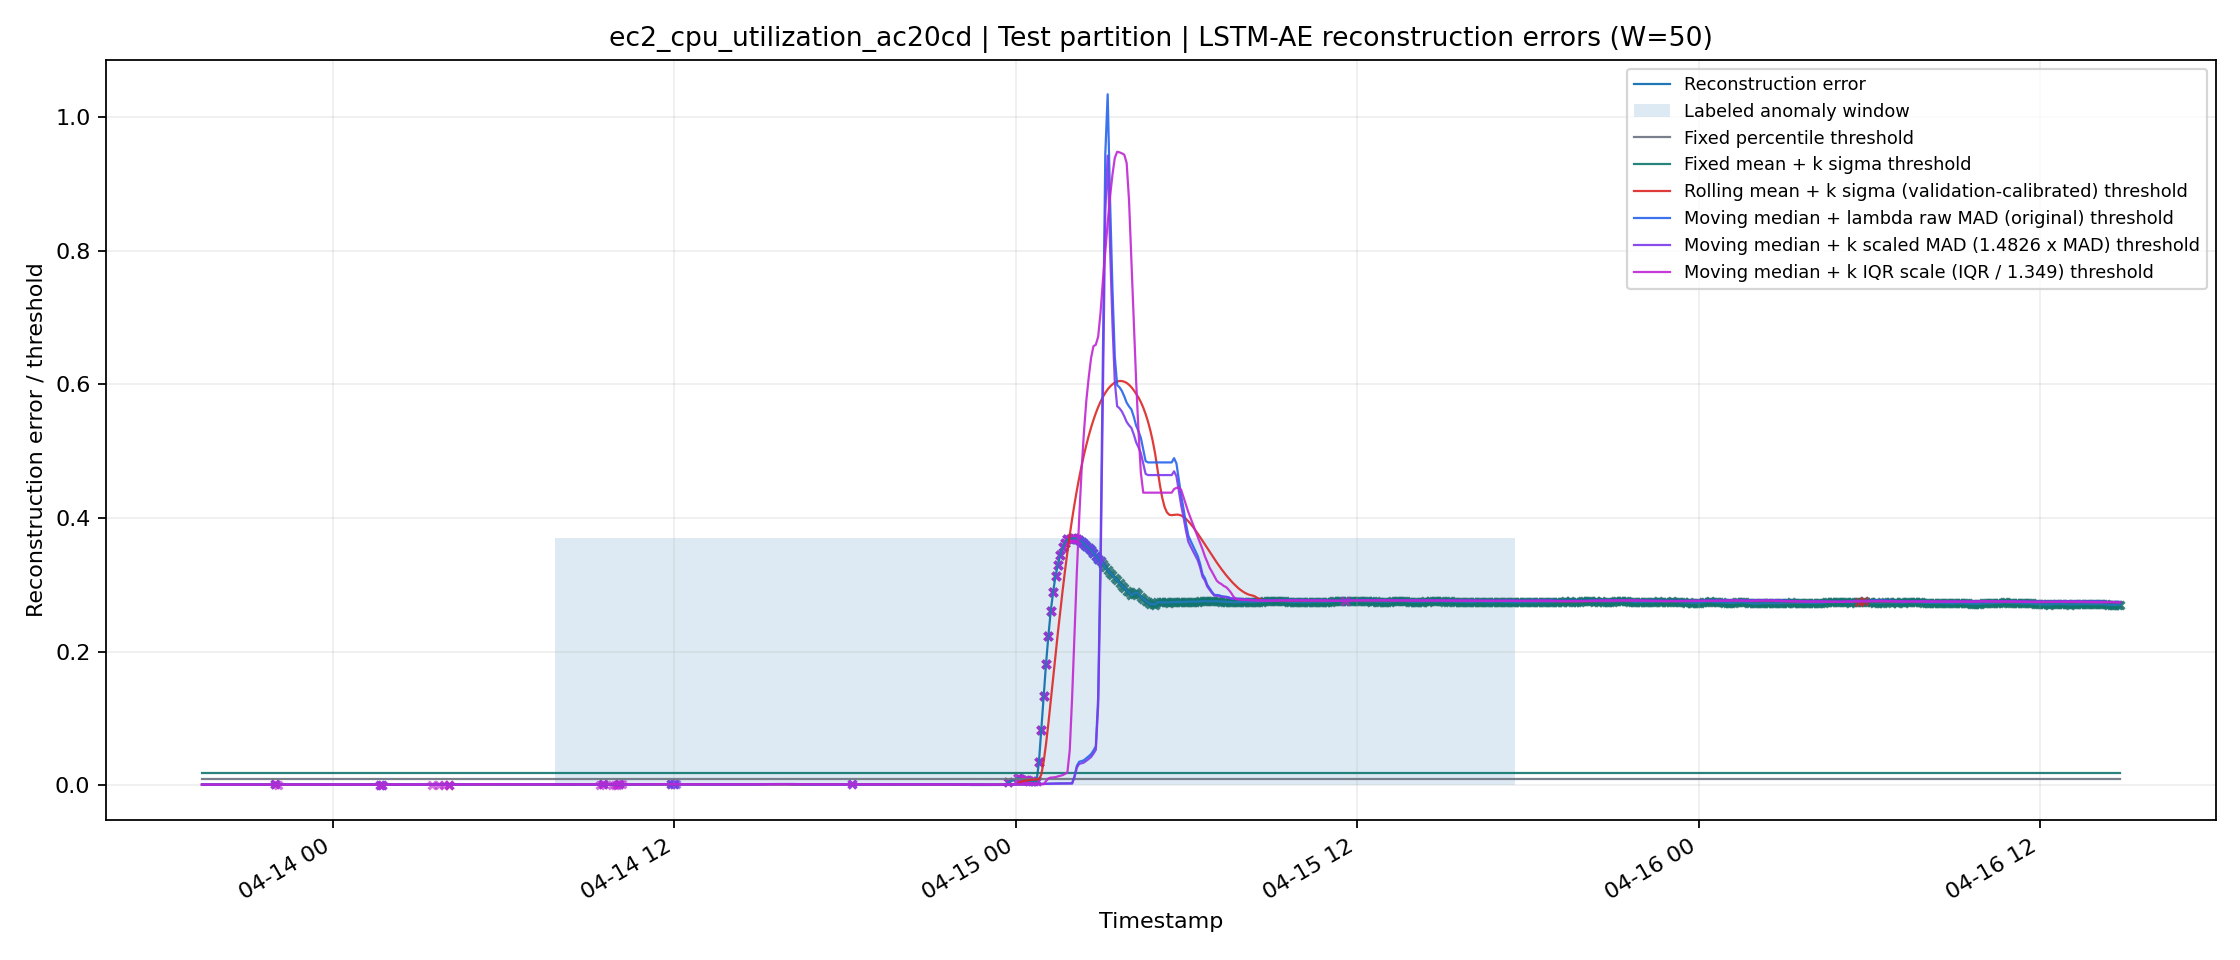 ec2_cpu_utilization_ac20cd | Test partition | LSTM-AE reconstruction errors (W=50)
Reconstruction error
Labeled anomaly window
Fixed percentile threshold
Fixed mean + k sigma threshold
Rolling mean + k sigma (validation-calibrated) threshold
Moving median + lambda raw MAD (original) threshold
Moving median + k scaled MAD (1.4826 x MAD) threshold
Moving median + k IQR scale (IQR / 1.349) threshold
Reconstruction error / threshold
1.0
0.8
0.6
0.4
0.2
0.0
04-14 00
04-14 12
04-15 00
04-15 12
04-16 00
04-16 12
Timestamp